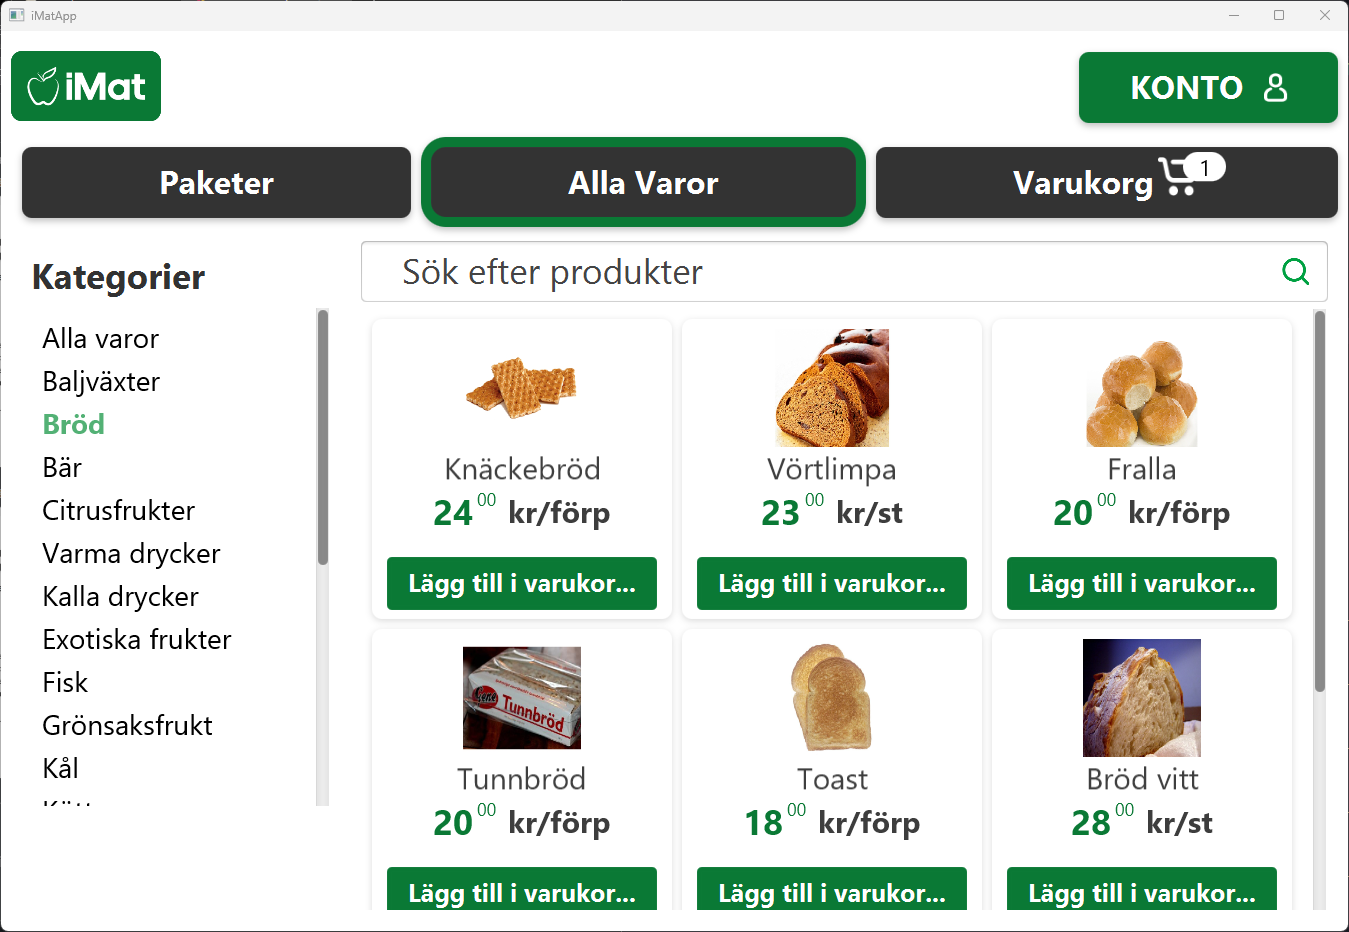 iMatApp
iMat
KONTO
Paketer
Alla Varor
Varukorg
1
Kategorier
Sök efter produkter
Alla varor
Baljväxter
Bröd
Bär
Citrusfrukter
Varma drycker
Kalla drycker
Exotiska frukter
Fisk
Grönsaksfrukt
Kål
Knäckebröd
24 00 kr/förp
Lägg till i varukor...
Vörtlimpa
23 00 kr/st
Lägg till i varukor...
Fralla
20 00 kr/förp
Lägg till i varukor...
Tunnbröd
Tunnbröd
20 00 kr/förp
Lägg till i varukor...
Toast
18 00 kr/förp
Lägg till i varukor...
Bröd vitt
28 00 kr/st
Lägg till i varukor...